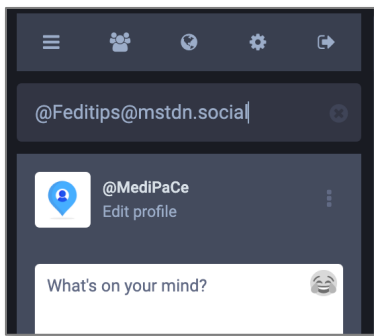 @Feditips@mstdn.social
@MediPaCe
Edit profile
What's on your mind?